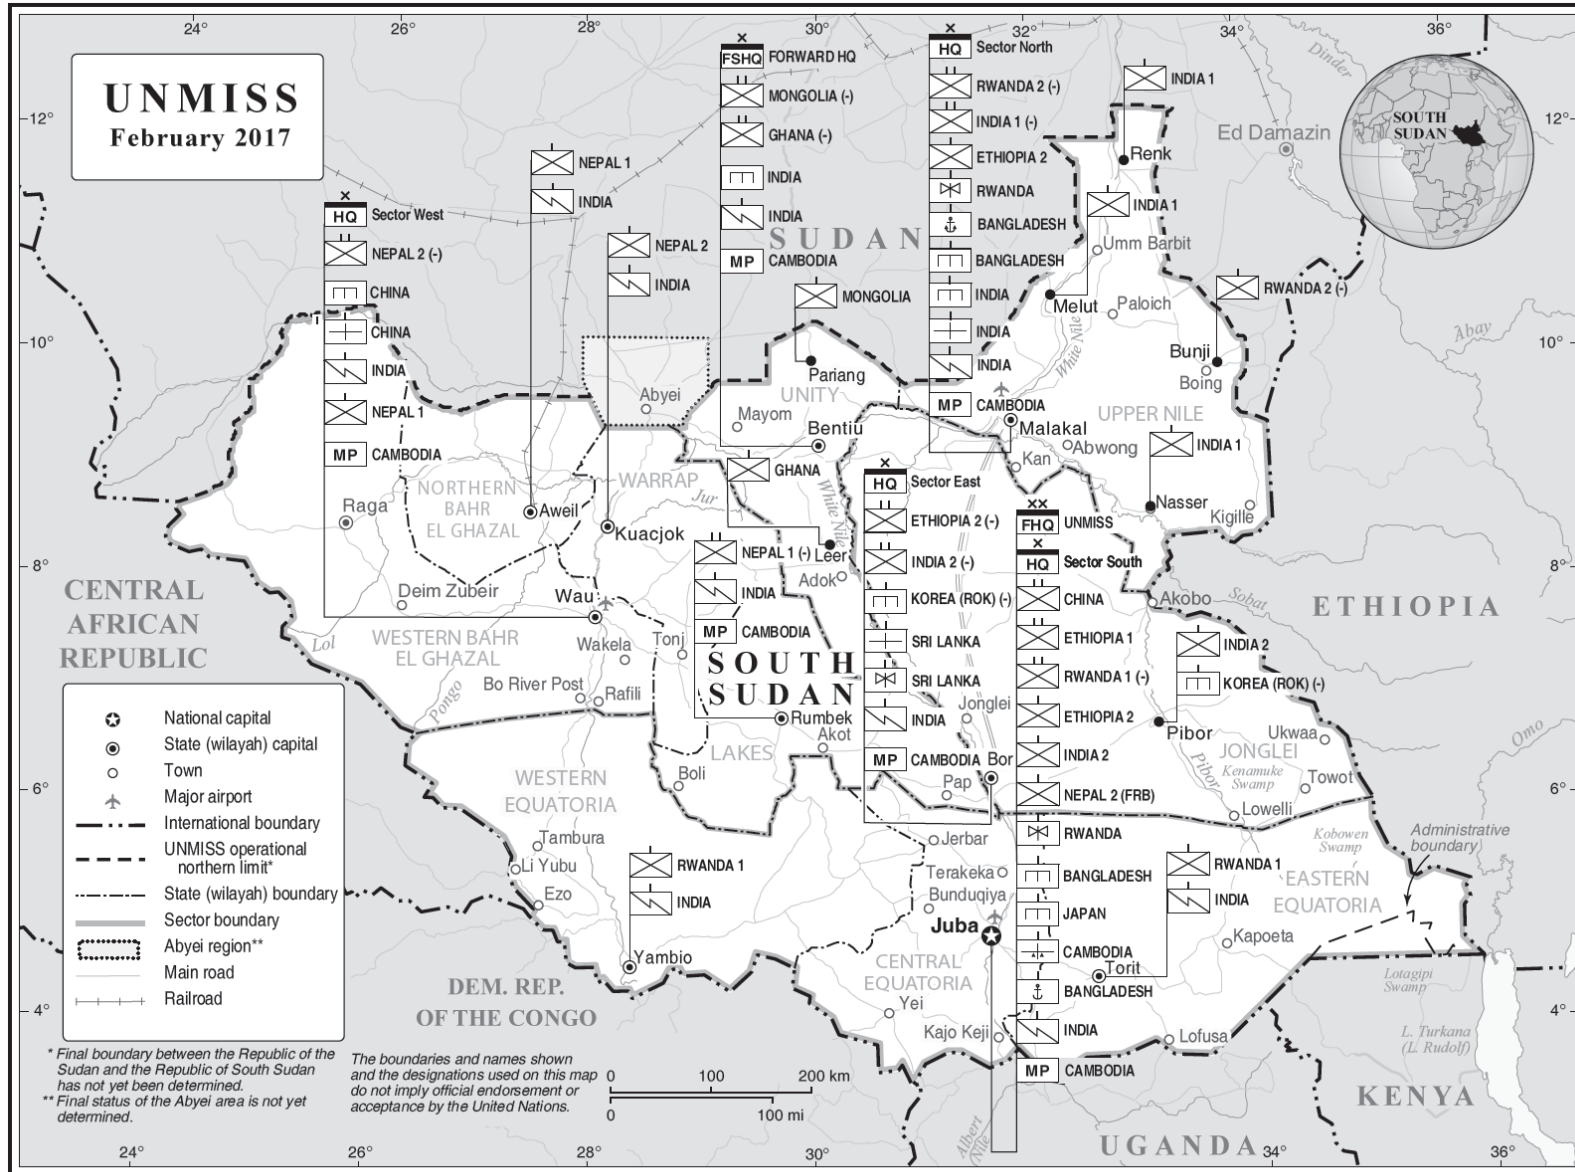 24°
26°
30°
32°
34°
36°
UNMISS
February 2017
12°
10°
8°
6°
4°
12°
10°
8°
6°
4°
FSHQ FORWARD HQ
MONGOLIA (-)
GHANA (-)
INDIA
INDIA
MP CAMBODIA
HQ Sector North
RWANDA 2 (-)
INDIA 1 (-)
ETHIOPIA 2
RWANDA
BANGLADESH
BANGLADESH
INDIA
INDIA
INDIA
MP CAMBODIA
INDIA 1
Renk
INDIA 1
Umm Barbit
Melut
Paloich
RWANDA 2 (-)
Bunji
Boing
Dinder
Ed Damazin
SOUTH
SUDAN
Abay
NEPAL 1
INDIA
NEPAL 2
INDIA
HQ Sector West
NEPAL 2 (-)
CHINA
CHINA
INDIA
NEPAL 1
MP CAMBODIA
SUDAN
MONGOLIA
Pariang
UNITY
Abyei
Mayom
Bentiu
GHANA
White Nile
White Nile
UPPER NILE
Malakal
Abwong
Kan
INDIA 1
Nasser
Kigille
NORTHERN
BAHR
EL GHAZAL
WARRAP
Jur
Raga
Aweil
Kuacjok
Leer
Adok
NEPAL 1 (-)
INDIA
MP CAMBODIA
HQ Sector East
ETHIOPIA 2 (-)
INDIA 2 (-)
KOREA (ROK) (-)
SRI LANKA
SRI LANKA
INDIA
MP CAMBODIA
FHQ UNMISS
HQ Sector South
CHINA
ETHIOPIA 1
RWANDA 1 (-)
ETHIOPIA 2
INDIA 2
NEPAL 2 (FRB)
RWANDA
BANGLADESH
JAPAN
CAMBODIA
BANGLADESH
INDIA
MP CAMBODIA
Akobo
Sobat
ETHIOPIA
INDIA 2
KOREA (ROK) (-)
Pibor
Ukwaa
JONGLEI
Kenamuke
Swamp
Pibor
Towot
Lowelli
Omo
CENTRAL
AFRICAN
REPUBLIC
Deim Zubeir
Wau
Lol
WESTERN BAHR
EL GHAZAL
Wakela
Tonj
Bo River Post
Rafili
Pongo
SOUTH
SUDAN
Rumbek
Akot
LAKES
Boli
Jonglei
Bor
Pap
WESTERN
EQUATORIA
Tambura
Li Yubu
Ezo
RWANDA 1
INDIA
Yambio
Jerbar
Terakeka
Bunduqiya
Juba
CENTRAL
EQUATORIA
Yei
Kajo Keji
Kobowen
Swamp
Administrative
boundary
RWANDA 1
INDIA
EASTERN
EQUATORIA
Kapoeta
Torit
Lofusa
Lotagipi
Swamp
L. Turkana
(L. Rudolf)
KENYA
UGANDA
Albert
Nile
DEM. REP.
OF THE CONGO
National capital
State (wilayah) capital
Town
Major airport
International boundary
UNMISS operational
northern limit*
State (wilayah) boundary
Sector boundary
Abyei region**
Main road
Railroad
* Final boundary between the Republic of the
Sudan and the Republic of South Sudan
has not yet been determined.
** Final status of the Abyei area is not yet
determined.
The boundaries and names shown
and the designations used on this map
do not imply official endorsement or
acceptance by the United Nations.
0 100 200 km
0 100 mi
24°
26°
28°
30°
34°
36°